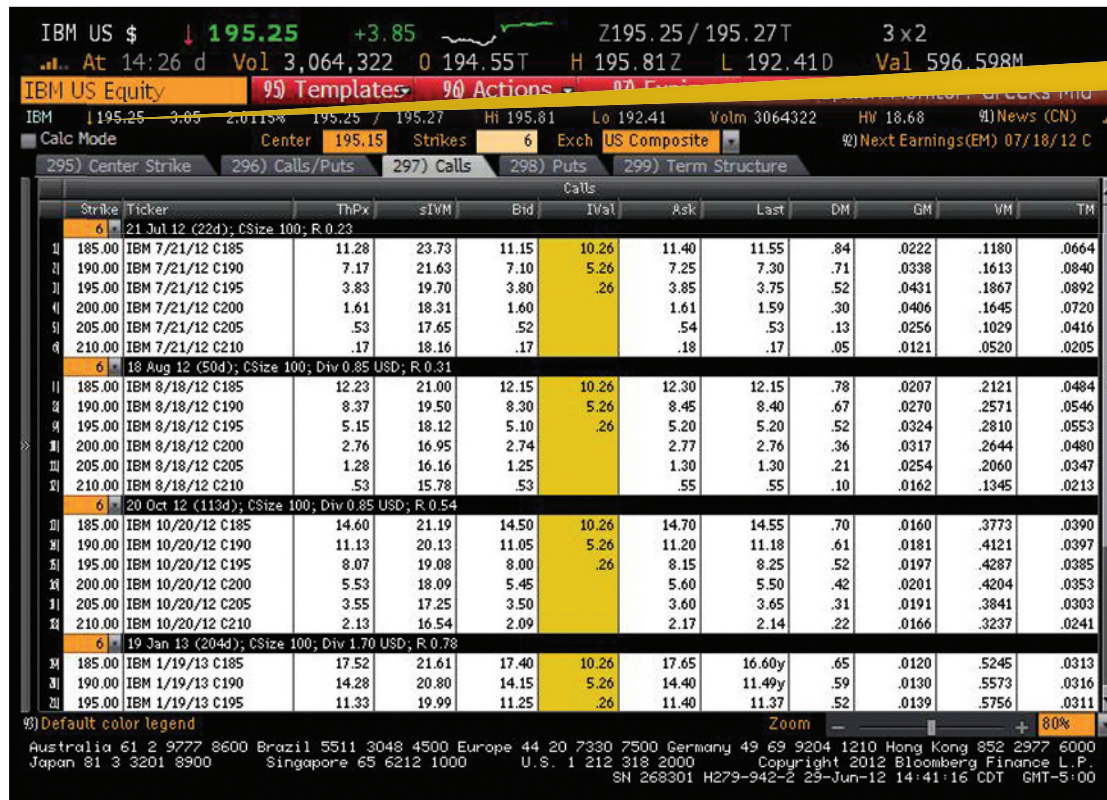 IBM US $ ↓ 195.25 +3.85 Z195.25/195.27T 3x2
At 14:26 d Vol 3,064,322 O 194.55T H 195.81Z L 192.41D Val 596.598M
IBM US Equity 95) Templates 96) Actions
IBM ↓195.25 3.85 2.0115% 195.25 / 195.27 Hi 195.81 Lo 192.41 Volm 3064322 HV 18.68 91)News (CN)
Calc Mode Center 195.15 Strikes 6 Exch US Composite 92)Next Earnings(EM) 07/18/12 C
295) Center Strike 296) Calls/Puts 297) Calls 298) Puts 299) Term Structure
Calls
Strike Ticker ThPx sIVM Bid IVal Ask Last DM GM VM TM
6 21 Jul 12 (22d); CSize 100; R 0.23
1) 185.00 IBM 7/21/12 C185 11.28 23.73 11.15 10.26 11.40 11.55 .84 .0222 .1180 .0664
2) 190.00 IBM 7/21/12 C190 7.17 21.63 7.10 5.26 7.25 7.30 .71 .0338 .1613 .0840
3) 195.00 IBM 7/21/12 C195 3.83 19.70 3.80 .26 3.85 3.75 .52 .0431 .1867 .0892
4) 200.00 IBM 7/21/12 C200 1.61 18.31 1.60 1.61 1.59 .30 .0406 .1645 .0720
5) 205.00 IBM 7/21/12 C205 .53 17.65 .52 .54 .53 .13 .0256 .1029 .0416
6) 210.00 IBM 7/21/12 C210 .17 18.16 .17 .18 .17 .05 .0121 .0520 .0205
6 18 Aug 12 (50d); CSize 100; Div 0.85 USD; R 0.31
185.00 IBM 8/18/12 C185 12.23 21.00 12.15 10.26 12.30 12.15 .78 .0207 .2121 .0484
190.00 IBM 8/18/12 C190 8.37 19.50 8.30 5.26 8.45 8.40 .67 .0270 .2571 .0546
195.00 IBM 8/18/12 C195 5.15 18.12 5.10 .26 5.20 5.20 .52 .0324 .2810 .0553
200.00 IBM 8/18/12 C200 2.76 16.95 2.74 2.77 2.76 .36 .0317 .2644 .0480
205.00 IBM 8/18/12 C205 1.28 16.16 1.25 1.30 1.30 .21 .0254 .2060 .0347
210.00 IBM 8/18/12 C210 .53 15.78 .53 .55 .55 .10 .0162 .1345 .0213
6 20 Oct 12 (113d); CSize 100; Div 0.85 USD; R 0.54
185.00 IBM 10/20/12 C185 14.60 21.19 14.50 10.26 14.70 14.55 .70 .0160 .3773 .0390
190.00 IBM 10/20/12 C190 11.13 20.13 11.05 5.26 11.20 11.18 .61 .0181 .4121 .0397
195.00 IBM 10/20/12 C195 8.07 19.08 8.00 .26 8.15 8.25 .52 .0197 .4287 .0385
200.00 IBM 10/20/12 C200 5.53 18.09 5.45 5.60 5.50 .42 .0201 .4204 .0353
205.00 IBM 10/20/12 C205 3.55 17.25 3.50 3.60 3.65 .31 .0191 .3841 .0303
210.00 IBM 10/20/12 C210 2.13 16.54 2.09 2.17 2.14 .22 .0166 .3237 .0241
6 19 Jan 13 (204d); CSize 100; Div 1.70 USD; R 0.78
185.00 IBM 1/19/13 C185 17.52 21.61 17.40 10.26 17.65 16.60y .65 .0120 .5245 .0313
190.00 IBM 1/19/13 C190 14.28 20.80 14.15 5.26 14.40 11.49y .59 .0130 .5573 .0316
195.00 IBM 1/19/13 C195 11.33 19.99 11.25 .26 11.40 11.37 .52 .0139 .5756 .0311
93)Default color legend Zoom − + 80%
Australia 61 2 9777 8600 Brazil 5511 3048 4500 Europe 44 20 7330 7500 Germany 49 69 9204 1210 Hong Kong 852 2977 6000
Japan 81 3 3201 8900 Singapore 65 6212 1000 U.S. 1 212 318 2000 Copyright 2012 Bloomberg Finance L.P.
SN 268301 H279-942-2 29-Jun-12 14:41:16 CDT GMT-5:00